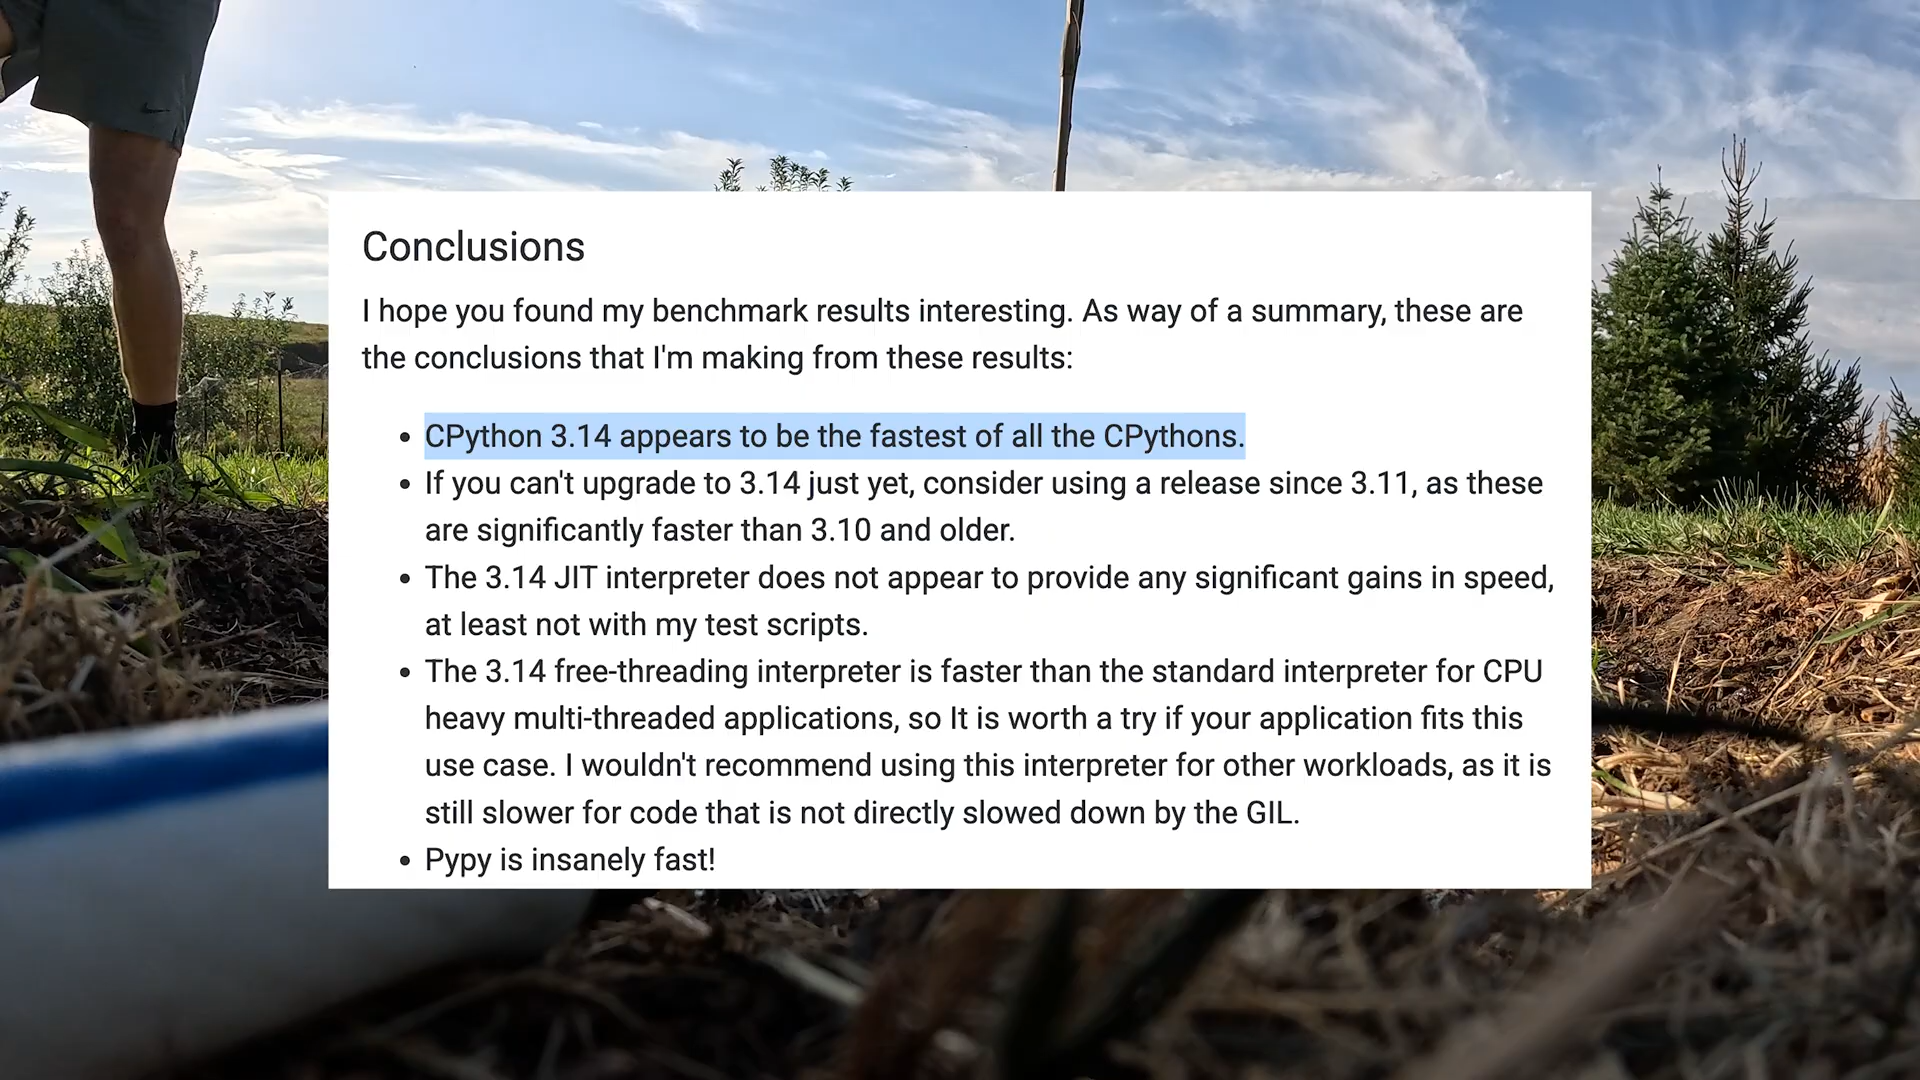 Conclusions
I hope you found my benchmark results interesting. As way of a summary, these are
the conclusions that I'm making from these results:
• CPython 3.14 appears to be the fastest of all the CPythons.
• If you can't upgrade to 3.14 just yet, consider using a release since 3.11, as these
are significantly faster than 3.10 and older.
• The 3.14 JIT interpreter does not appear to provide any significant gains in speed,
at least not with my test scripts.
• The 3.14 free-threading interpreter is faster than the standard interpreter for CPU
heavy multi-threaded applications, so It is worth a try if your application fits this
use case. I wouldn't recommend using this interpreter for other workloads, as it is
still slower for code that is not directly slowed down by the GIL.
• Pypy is insanely fast!